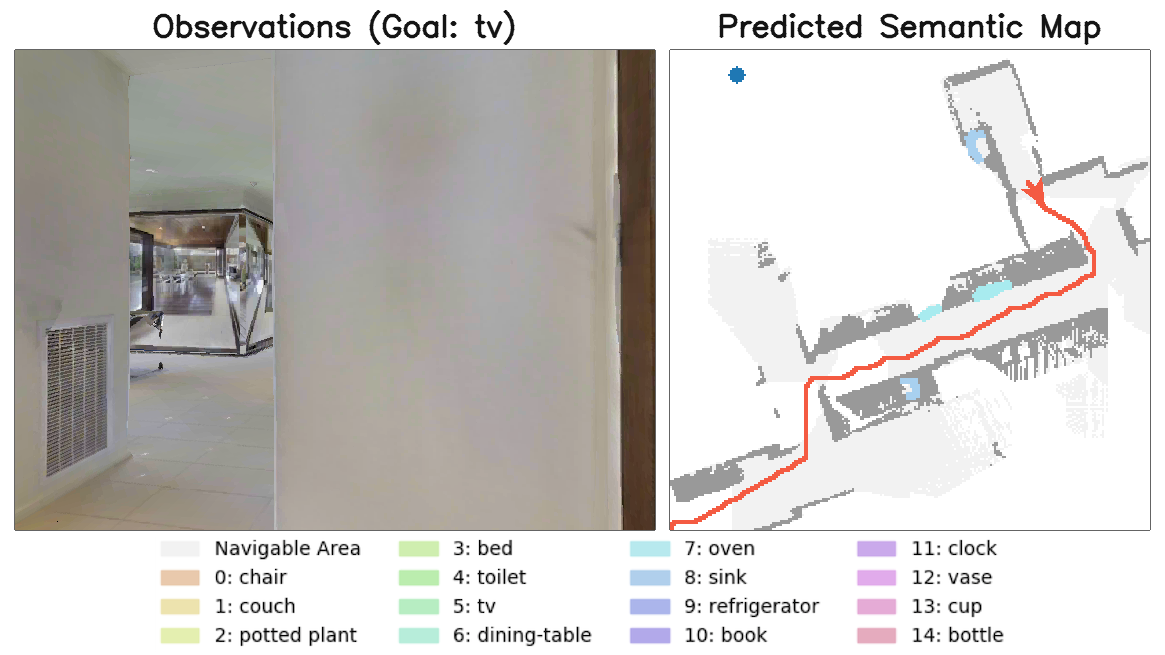 Observations (Goal: tv)
Predicted Semantic Map
Navigable Area
0: chair
1: couch
2: potted plant
3: bed
4: toilet
5: tv
6: dining-table
7: oven
8: sink
9: refrigerator
10: book
11: clock
12: vase
13: cup
14: bottle